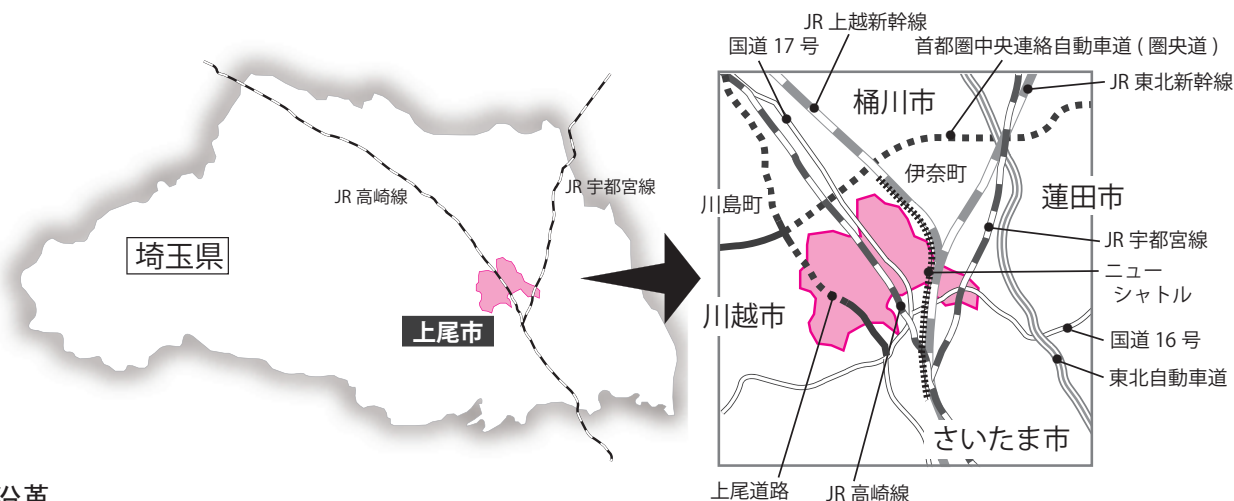 JR 高崎線
JR 宇都宮線
埼玉県
上尾市
JR 上越新幹線
国道 17 号
首都圏中央連絡自動車道 ( 圏央道 )
JR 東北新幹線
桶川市
伊奈町
川島町
蓮田市
JR 宇都宮線
ニュー
シャトル
川越市
国道 16 号
東北自動車道
さいたま市
上尾道路
JR 高崎線
沿革